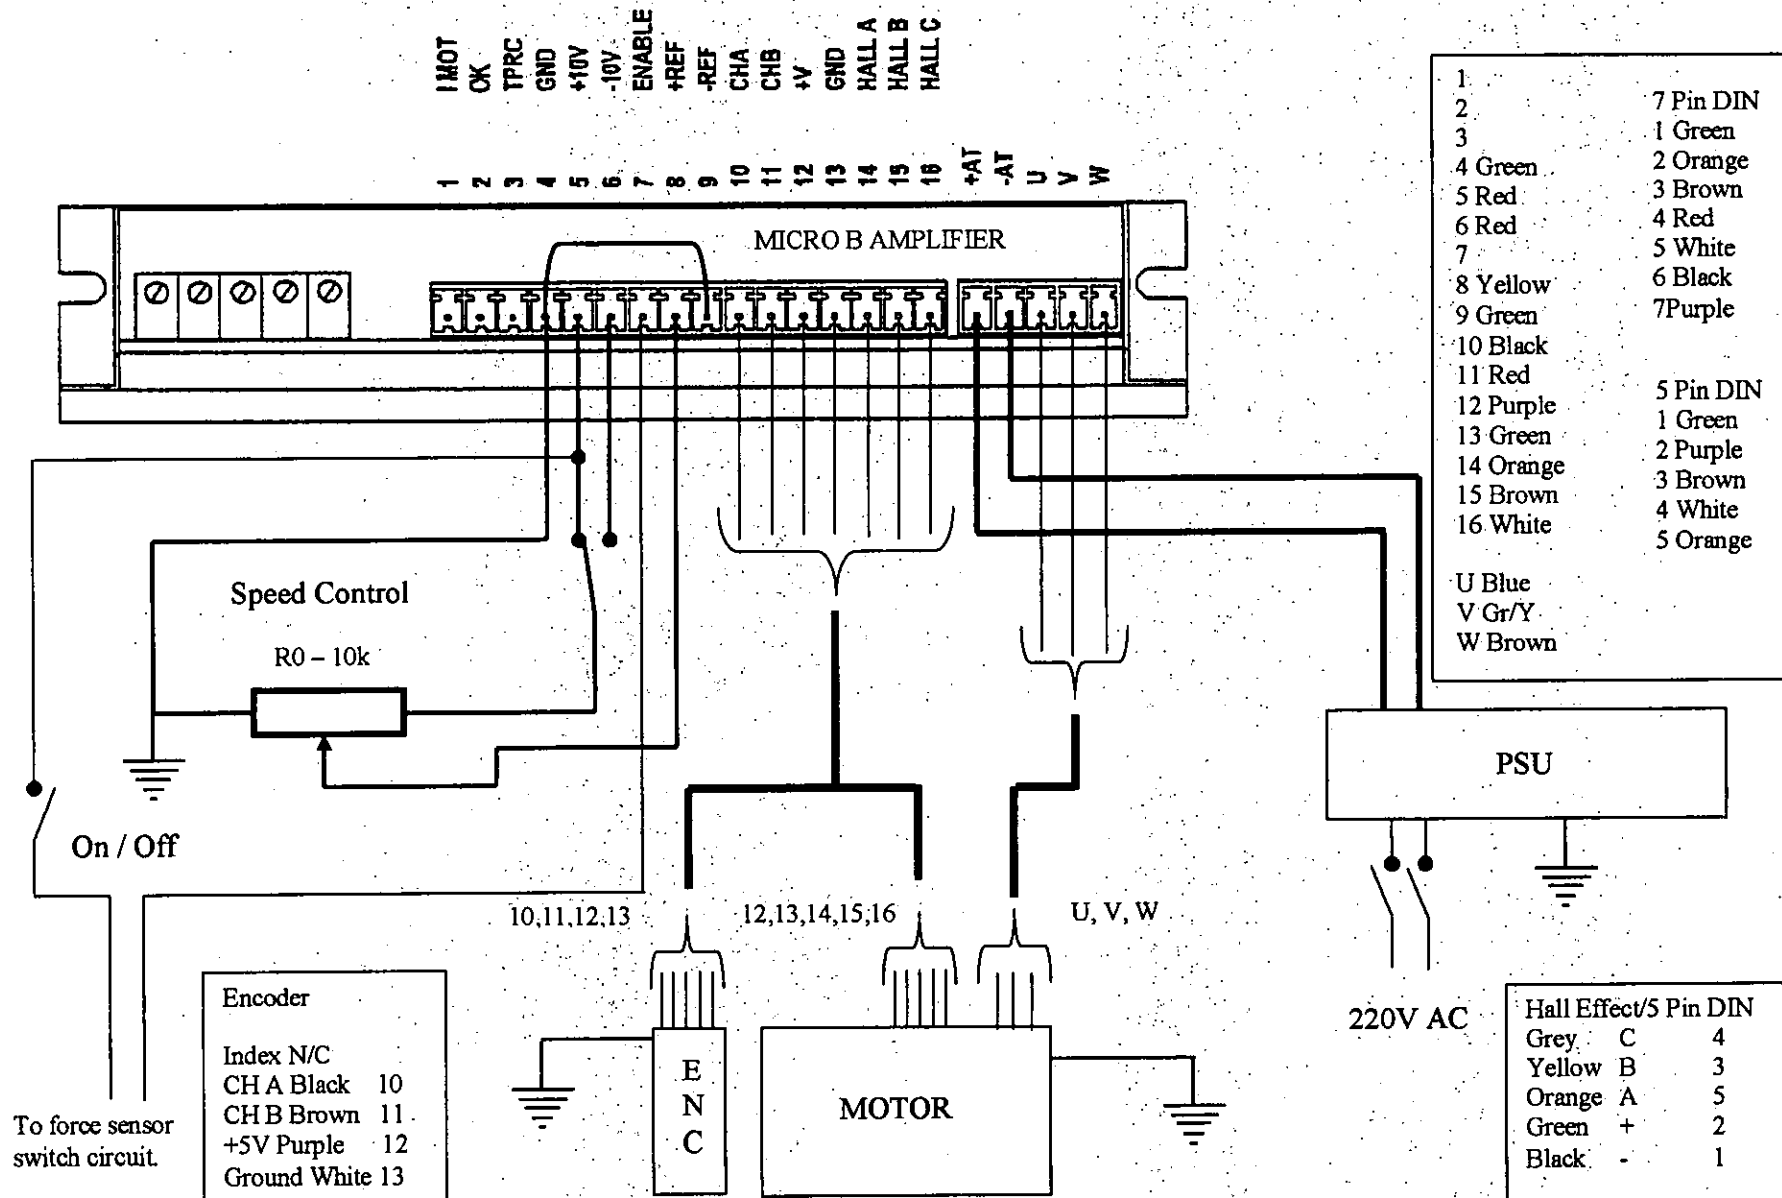 I MOT
OK
TPRC
GND
+10V
-10V
ENABLE
+REF
-REF
CHA
CHB
+V
GND
HALL A
HALL B
HALL C
1
2
3
4
5
6
7
8
9
10
11
12
13
14
15
16
+AT
-AT
U
V
W
MICRO B AMPLIFIER
1
2
3
4 Green
5 Red
6 Red
7
8 Yellow
9 Green
10 Black
11 Red
12 Purple
13 Green
14 Orange
15 Brown
16 White
U Blue
V Gr/Y
W Brown
7 Pin DIN
1 Green
2 Orange
3 Brown
4 Red
5 White
6 Black
7Purple
5 Pin DIN
1 Green
2 Purple
3 Brown
4 White
5 Orange
Speed Control
R0 – 10k
On / Off
PSU
220V AC
10,11,12,13
12,13,14,15,16
U, V, W
To force sensor
switch circuit.
Encoder
Index N/C
CH A Black 10
CH B Brown 11
+5V Purple 12
Ground White 13
E
N
C
MOTOR
Hall Effect/5 Pin DIN
Grey C 4
Yellow B 3
Orange A 5
Green + 2
Black - 1